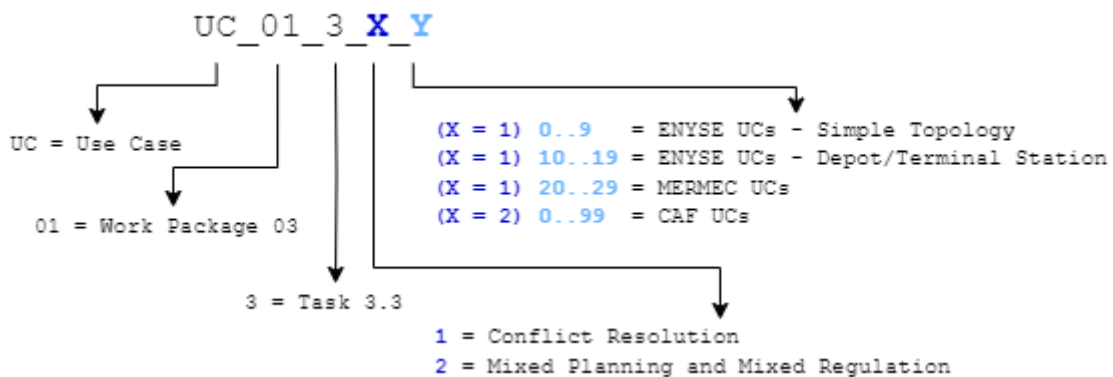 UC_01_3_X_Y
UC = Use Case
01 = Work Package 03
3 = Task 3.3
(X = 1) 0..9 = ENYSE UCs - Simple Topology
(X = 1) 10..19 = ENYSE UCs - Depot/Terminal Station
(X = 1) 20..29 = MERMEC UCs
(X = 2) 0..99 = CAF UCs
1 = Conflict Resolution
2 = Mixed Planning and Mixed Regulation